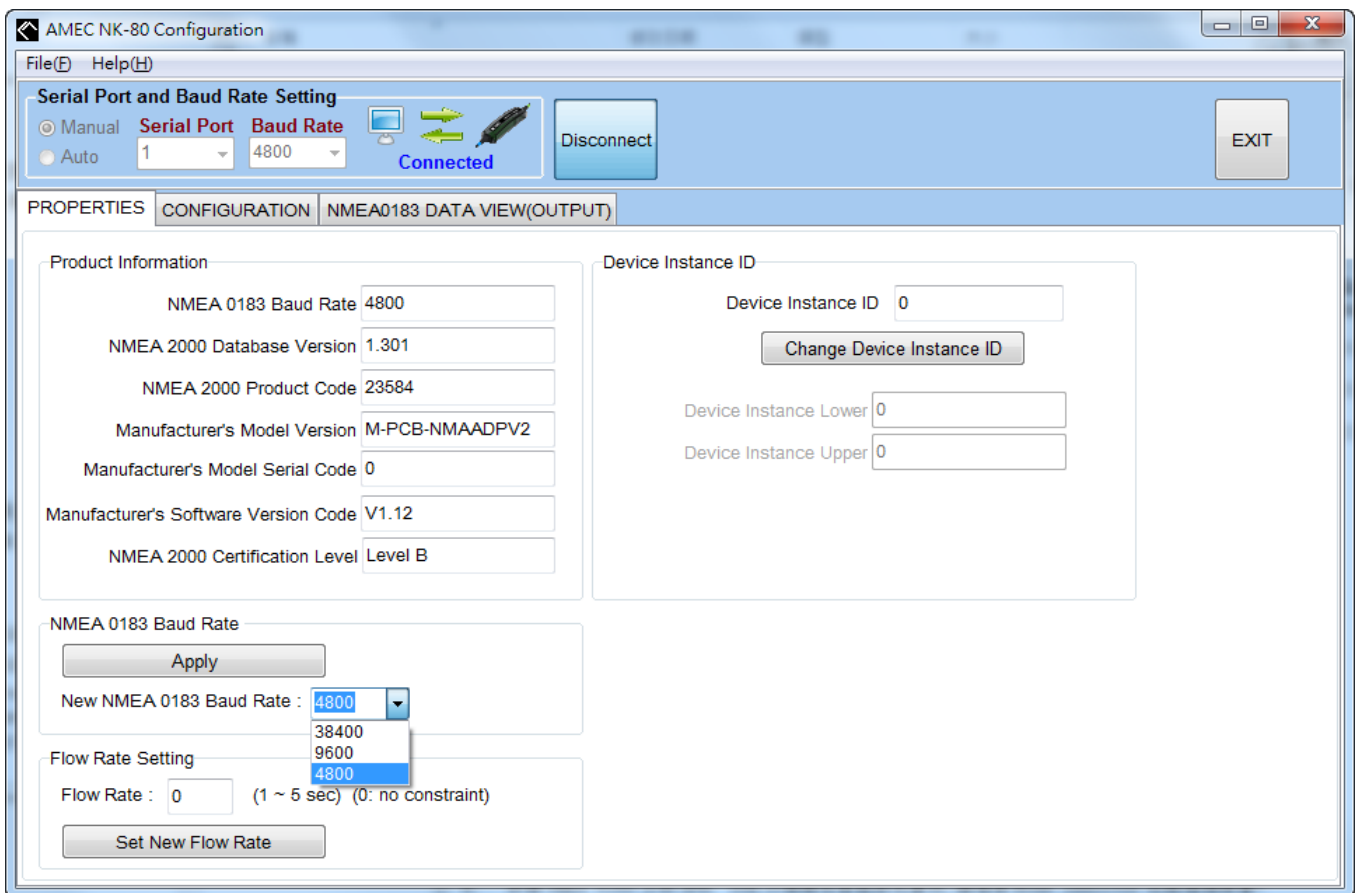 AMEC NK-80 Configuration
File(F) Help(H)
Serial Port and Baud Rate Setting
Manual Serial Port Baud Rate
Auto 1 4800
Connected
Disconnect
EXIT
PROPERTIES CONFIGURATION NMEA0183 DATA VIEW(OUTPUT)
Product Information
NMEA 0183 Baud Rate 4800
NMEA 2000 Database Version 1.301
NMEA 2000 Product Code 23584
Manufacturer's Model Version M-PCB-NMAADPV2
Manufacturer's Model Serial Code 0
Manufacturer's Software Version Code V1.12
NMEA 2000 Certification Level Level B
Device Instance ID
Device Instance ID 0
Change Device Instance ID
Device Instance Lower 0
Device Instance Upper 0
NMEA 0183 Baud Rate
Apply
New NMEA 0183 Baud Rate : 4800
38400
9600
4800
Flow Rate Setting
Flow Rate : 0 (1 ~ 5 sec) (0: no constraint)
Set New Flow Rate